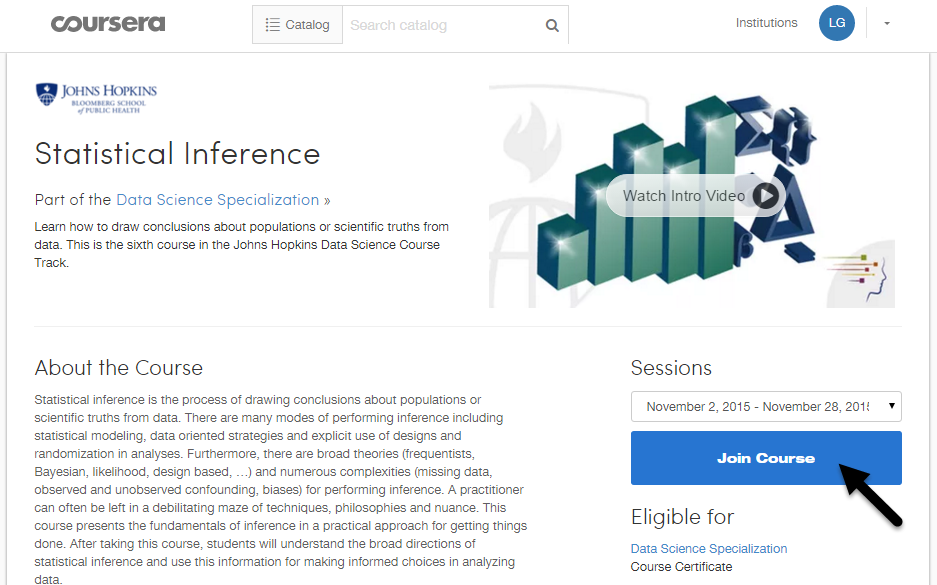 coursera
Catalog
Search catalog
Institutions
LG
JOHNS HOPKINS
BLOOMBERG SCHOOL
of PUBLIC HEALTH
Statistical Inference
Part of the Data Science Specialization »
Learn how to draw conclusions about populations or scientific truths from
data. This is the sixth course in the Johns Hopkins Data Science Course
Track.
Watch Intro Video
About the Course
Statistical inference is the process of drawing conclusions about populations or
scientific truths from data. There are many modes of performing inference including
statistical modeling, data oriented strategies and explicit use of designs and
randomization in analyses. Furthermore, there are broad theories (frequentists,
Bayesian, likelihood, design based, …) and numerous complexities (missing data,
observed and unobserved confounding, biases) for performing inference. A practitioner
can often be left in a debilitating maze of techniques, philosophies and nuance. This
course presents the fundamentals of inference in a practical approach for getting things
done. After taking this course, students will understand the broad directions of
statistical inference and use this information for making informed choices in analyzing
data.
Sessions
November 2, 2015 - November 28, 2015
Join Course
Eligible for
Data Science Specialization
Course Certificate